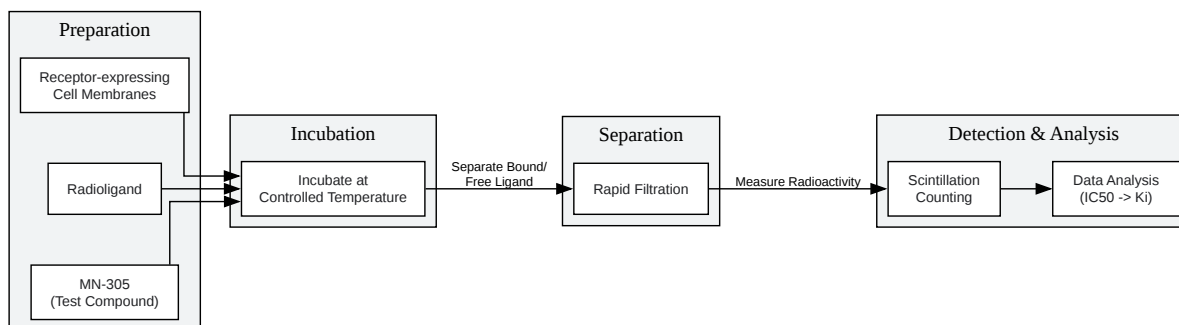 Preparation
Receptor-expressing
Cell Membranes
Radioligand
MN-305
(Test Compound)
Incubation
Incubate at
Controlled Temperature
Separate Bound/
Free Ligand
Separation
Rapid Filtration
Measure Radioactivity
Detection & Analysis
Scintillation
Counting
Data Analysis
(IC50 -> Ki)